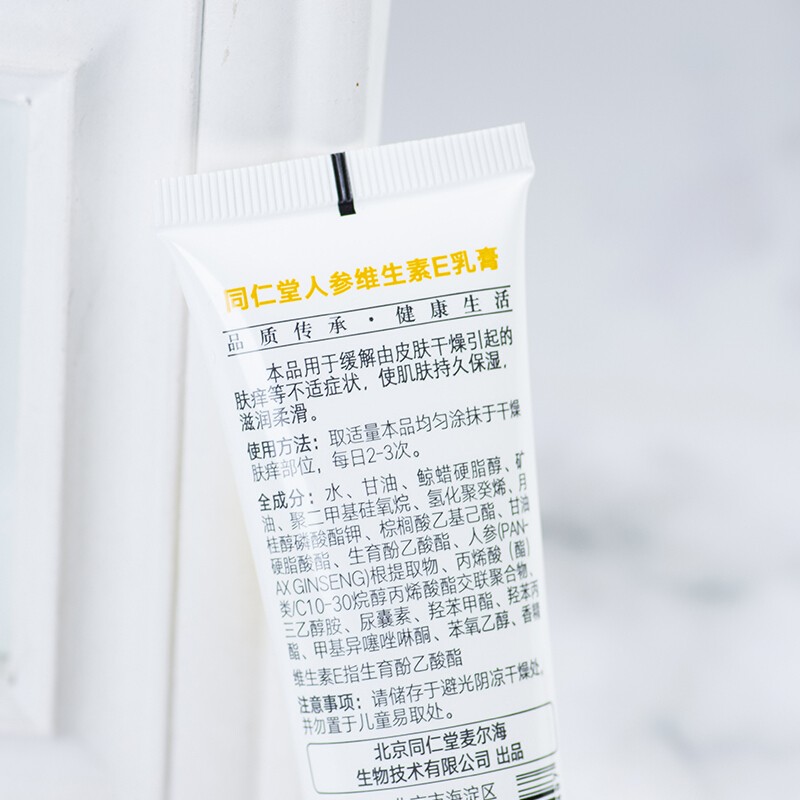 同仁堂人参维生素E乳膏
品质传承·健康生活
本品用于缓解由皮肤干燥引起的
肤痒等不适症状，使肌肤持久保湿，
滋润柔滑。
使用方法：取适量本品均匀涂抹于干燥
肤痒部位，每日2-3次。
全成分：水、甘油、鲸蜡硬脂醇、矿
油、聚二甲基硅氧烷、氢化聚癸烯、月
桂醇磷酸酯钾、棕榈酸乙基己酯、甘油
硬脂酸酯、生育酚乙酸酯、人参(PAN-
AX GINSENG)根提取物、丙烯酸（酯）
类/C10-30烷醇丙烯酸酯交联聚合物、
三乙醇胺、尿囊素、羟苯甲酯、羟苯丙
酯、甲基异噻唑啉酮、苯氧乙醇、香精
维生素E指生育酚乙酸酯
注意事项：请储存于避光阴凉干燥处，
并勿置于儿童易取处。
北京同仁堂麦尔海
生物技术有限公司 出品
北京市海淀区